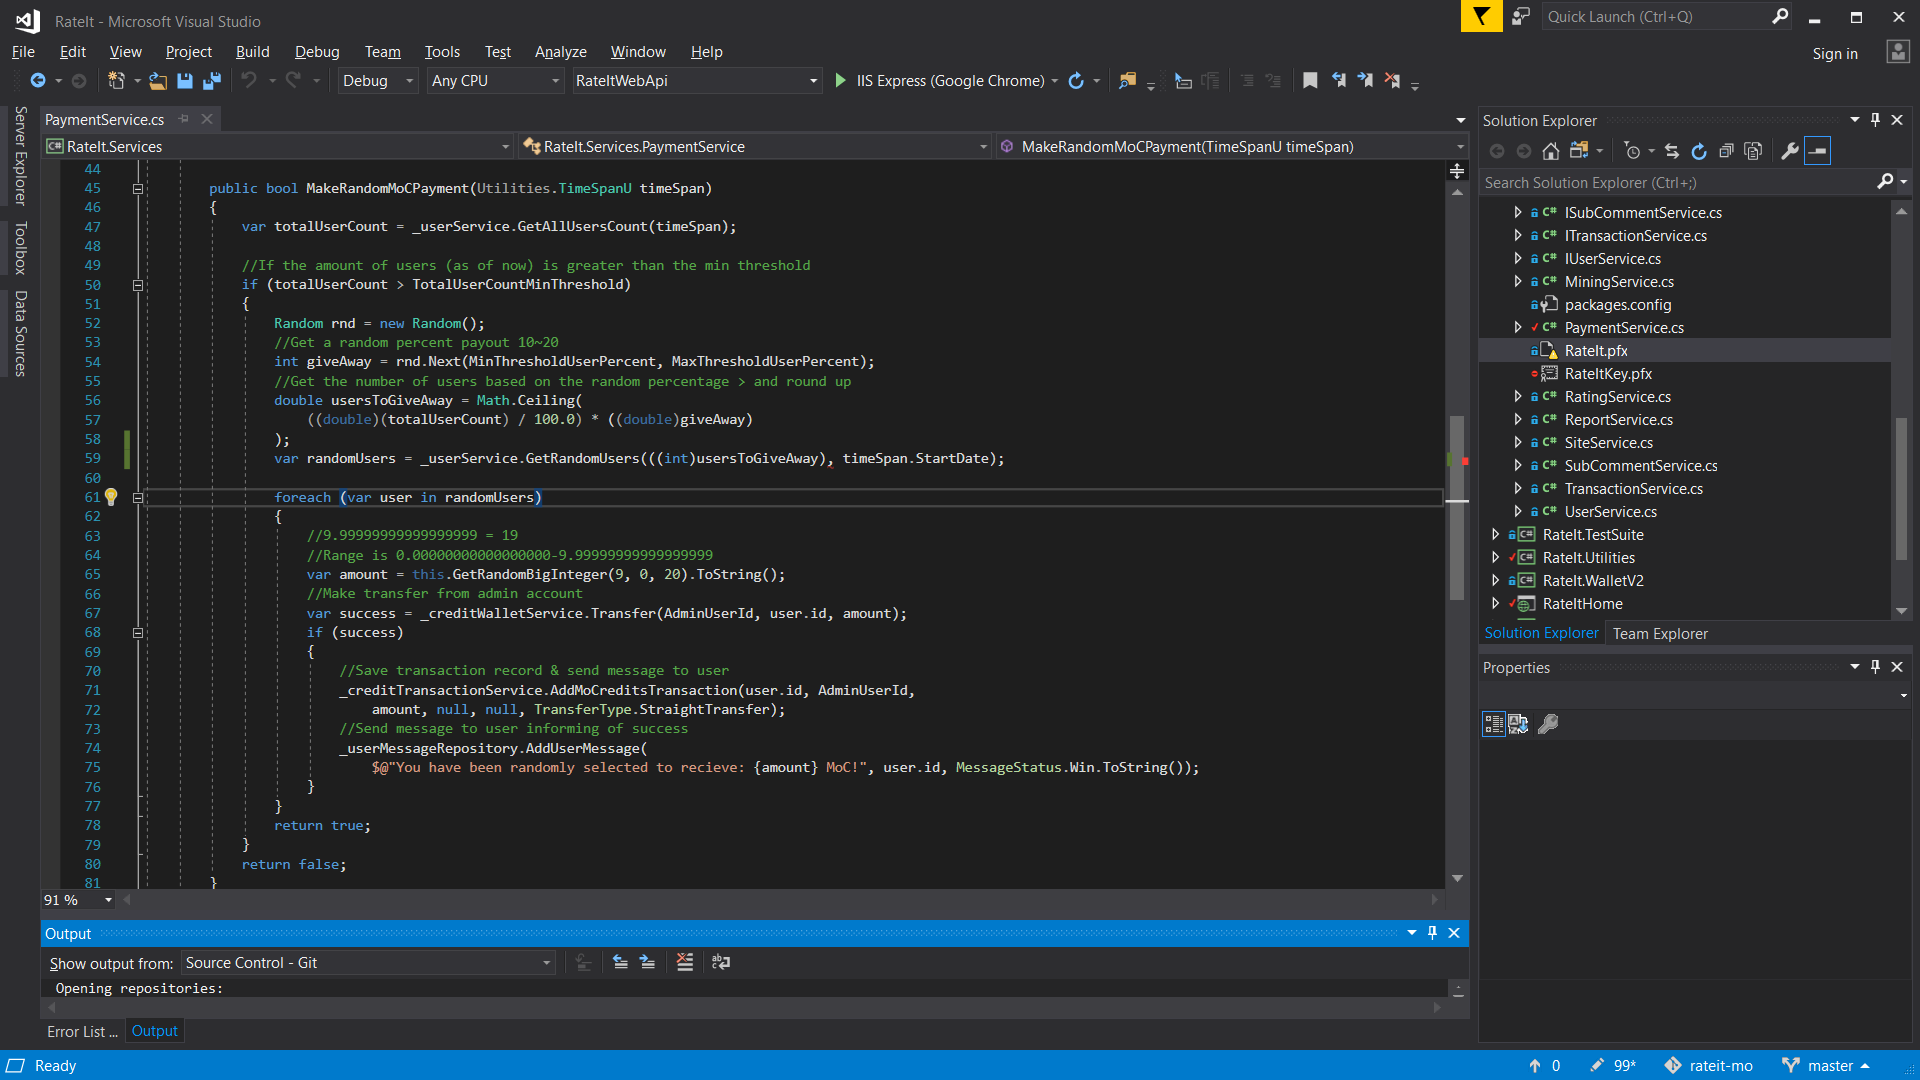 RateIt - Microsoft Visual Studio
Quick Launch (Ctrl+Q)
File Edit View Project Build Debug Team Tools Test Analyze Window Help
Sign in
Debug Any CPU RateItWebApi IIS Express (Google Chrome)
Server Explorer
Toolbox
Data Sources
PaymentService.cs
C# RateIt.Services RateIt.Services.PaymentService MakeRandomMoCPayment(TimeSpanU timeSpan)
44
45 public bool MakeRandomMoCPayment(Utilities.TimeSpanU timeSpan)
46 {
47 var totalUserCount = _userService.GetAllUsersCount(timeSpan);
48
49 //If the amount of users (as of now) is greater than the min threshold
50 if (totalUserCount > TotalUserCountMinThreshold)
51 {
52 Random rnd = new Random();
53 //Get a random percent payout 10~20
54 int giveAway = rnd.Next(MinThresholdUserPercent, MaxThresholdUserPercent);
55 //Get the number of users based on the random percentage > and round up
56 double usersToGiveAway = Math.Ceiling(
57 ((double)(totalUserCount) / 100.0) * ((double)giveAway)
58 );
59 var randomUsers = _userService.GetRandomUsers(((int)usersToGiveAway), timeSpan.StartDate);
60
61 foreach (var user in randomUsers)
62 {
63 //9.99999999999999999 = 19
64 //Range is 0.00000000000000000-9.99999999999999999
65 var amount = this.GetRandomBigInteger(9, 0, 20).ToString();
66 //Make transfer from admin account
67 var success = _creditWalletService.Transfer(AdminUserId, user.id, amount);
68 if (success)
69 {
70 //Save transaction record & send message to user
71 _creditTransactionService.AddMoCreditsTransaction(user.id, AdminUserId,
72 amount, null, null, TransferType.StraightTransfer);
73 //Send message to user informing of success
74 _userMessageRepository.AddUserMessage(
75 $@"You have been randomly selected to recieve: {amount} MoC!", user.id, MessageStatus.Win.ToString());
76 }
77 }
78 return true;
79 }
80 return false;
81 }
91 %
Output
Show output from: Source Control - Git
Opening repositories:
Error List ... Output
Solution Explorer
Search Solution Explorer (Ctrl+;)
C# ISubCommentService.cs
C# ITransactionService.cs
C# IUserService.cs
C# MiningService.cs
packages.config
C# PaymentService.cs
RateIt.pfx
RateItKey.pfx
C# RatingService.cs
C# ReportService.cs
C# SiteService.cs
C# SubCommentService.cs
C# TransactionService.cs
C# UserService.cs
C# RateIt.TestSuite
C# RateIt.Utilities
C# RateIt.WalletV2
RateItHome
Solution Explorer Team Explorer
Properties
Ready 0 99* rateit-mo master